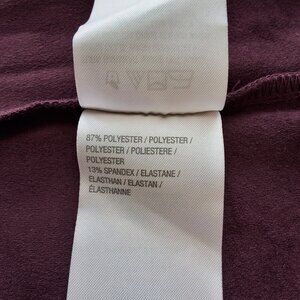 87% POLYESTER / POLYESTER /
POLYESTER / POLIESTERE /
POLYESTER
13% SPANDEX / ELASTANE /
ELASTHAN / ELASTAN /
ÉLASTHANNE